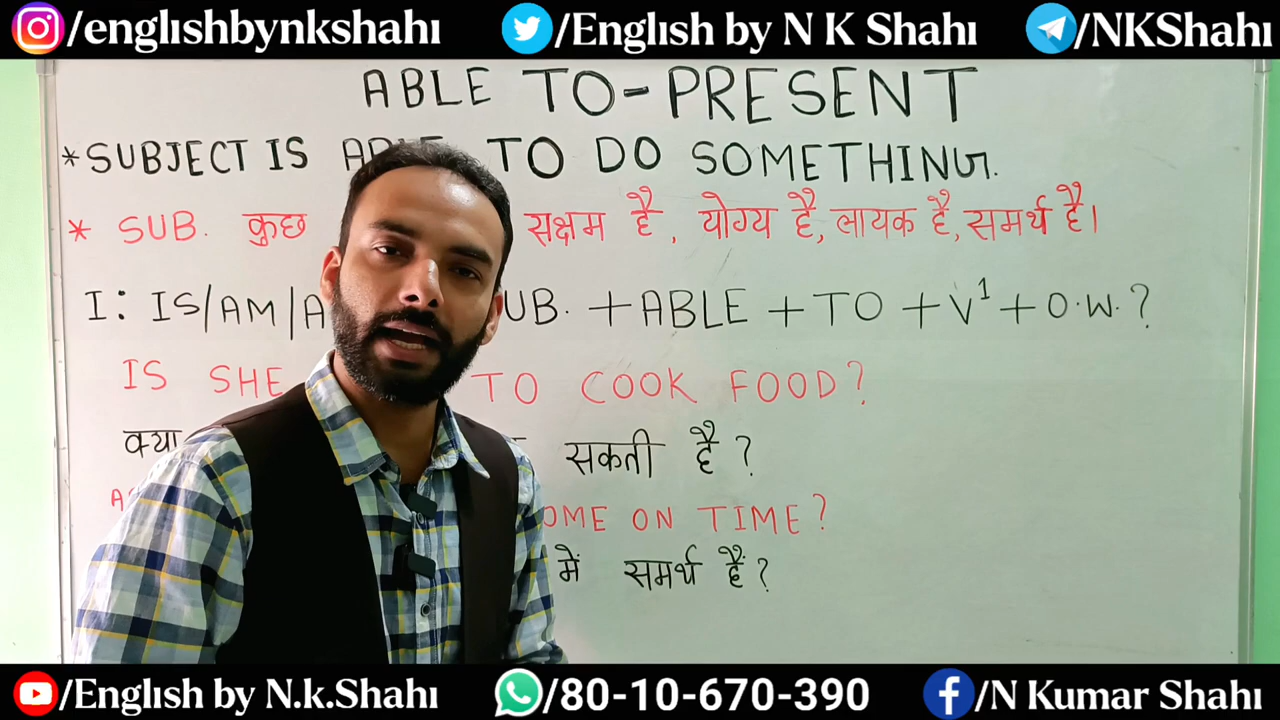 /englishbynkshahi /English by N K Shahi /NKShahi
ABLE TO-PRESENT
*SUBJECT IS TO DO SOMETHING.
* SUB. कुछ सक्षम है, योग्य है, लायक है, समर्थ है।
I: IS/AM/ + ABLE + TO + V¹ + O.W. ?
IS SHE TO COOK FOOD?
क्या सकती है ?
ON TIME?
में समर्थ हैं ?
/English by N.k.Shahi /80-10-670-390 /N Kumar Shahi